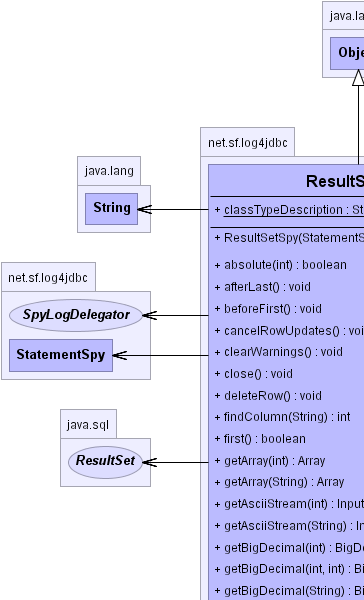 java.la
Obje
net.sf.log4jdbc
java.lang
ResultS
String
+ classTypeDescription : St
+ ResultSetSpy(StatementS
+ absolute(int) : boolean
net.sf.log4jdbc
+ afterLast() : void
SpyLogDelegator
+ beforeFirst() : void
+ cancelRowUpdates() : voi
StatementSpy
+ clearWarnings() : void
+ close() : void
+ deleteRow() : void
java.sql
+ findColumn(String) : int
+ first() : boolean
ResultSet
+ getArray(int) : Array
+ getArray(String) : Array
+ getAsciiStream(int) : Input
+ getAsciiStream(String) : In
+ getBigDecimal(int) : BigDe
+ getBigDecimal(int, int) : Bi
+ getBigDecimal(String) : Bi